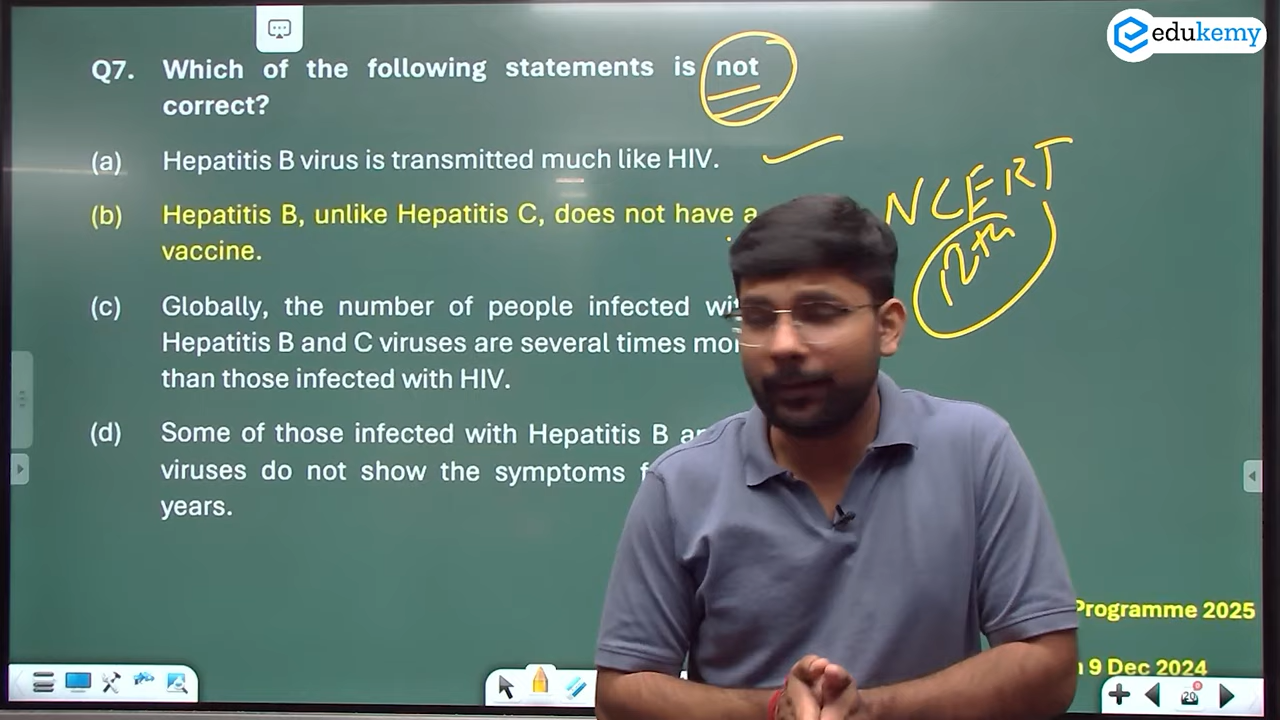 edukemy
Q7. Which of the following statements is not
correct?
(a) Hepatitis B virus is transmitted much like HIV.
(b) Hepatitis B, unlike Hepatitis C, does not have a
vaccine.
(c) Globally, the number of people infected
Hepatitis B and C viruses are several times
than those infected with HIV.
(d) Some of those infected with Hepatitis B
viruses do not show the symptoms
years.
NCERT
12th
Programme 2025
9 Dec 2024
20